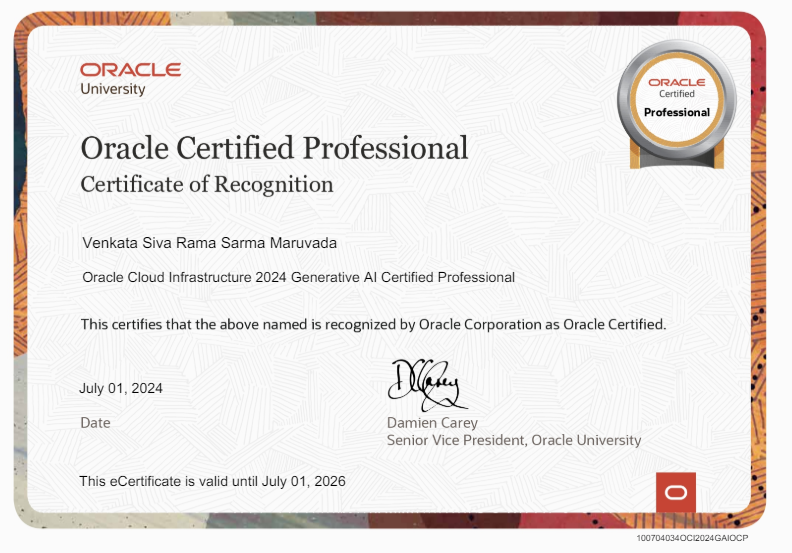 ORACLE
University
ORACLE
Certified
Professional
Oracle Certified Professional
Certificate of Recognition
Venkata Siva Rama Sarma Maruvada
Oracle Cloud Infrastructure 2024 Generative AI Certified Professional
This certifies that the above named is recognized by Oracle Corporation as Oracle Certified.
July 01, 2024
Date
DCarey
Damien Carey
Senior Vice President, Oracle University
This eCertificate is valid until July 01, 2026
100704034OCI2024GAIOCP